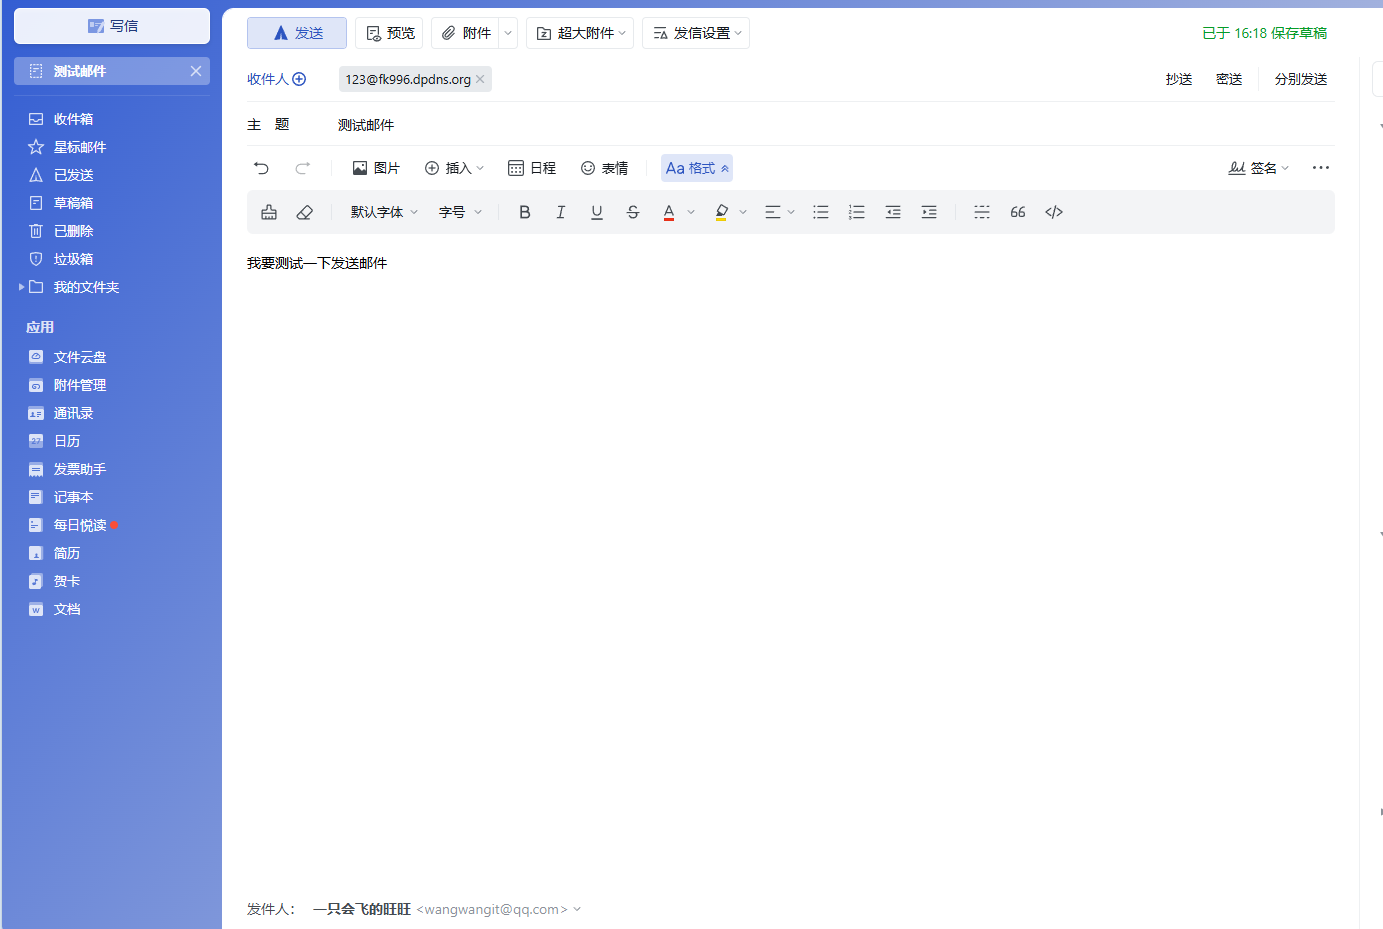 写信
测试邮件
收件箱
星标邮件
已发送
草稿箱
已删除
垃圾箱
我的文件夹
应用
文件云盘
附件管理
通讯录
日历
发票助手
记事本
每日悦读
简历
贺卡
文档
发送 预览 附件 超大附件 发信设置 已于 16:18 保存草稿
收件人 123@fk996.dpdns.org 抄送 密送 分别发送
主 题 测试邮件
图片 插入 日程 表情 Aa 格式 签名
默认字体 字号 B I U S A
我要测试一下发送邮件
发件人： 一只会飞的旺旺 <wangwangit@qq.com>